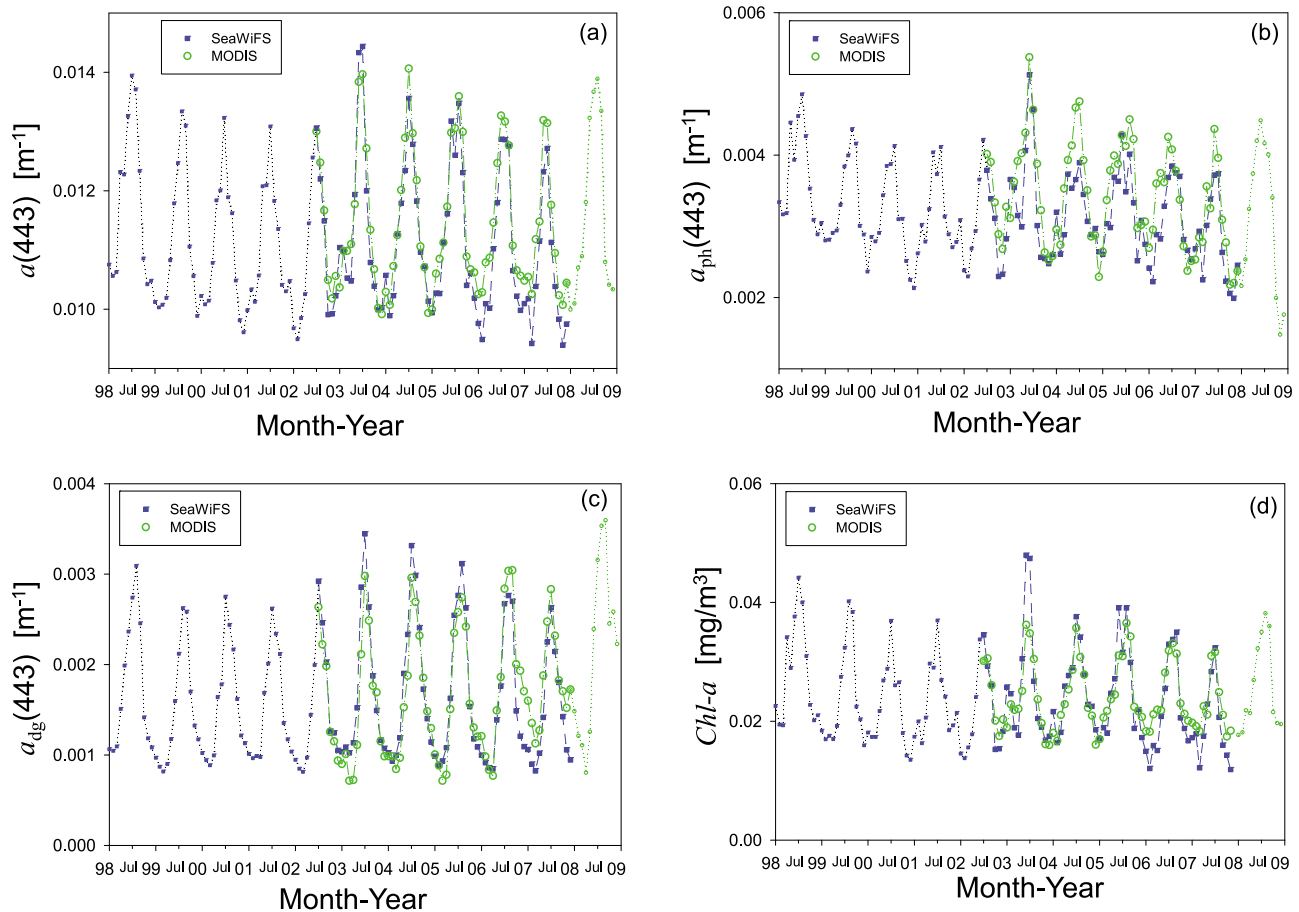 SeaWiFS
MODIS
(a)
0.014
0.012
0.010
a(443) [m⁻¹]
98 Jul 99 Jul 00 Jul 01 Jul 02 Jul 03 Jul 04 Jul 05 Jul 06 Jul 07 Jul 08 Jul 09
Month-Year
SeaWiFS
MODIS
(b)
0.006
0.004
0.002
aph(443) [m⁻¹]
98 Jul 99 Jul 00 Jul 01 Jul 02 Jul 03 Jul 04 Jul 05 Jul 06 Jul 07 Jul 08 Jul 09
Month-Year
SeaWiFS
MODIS
(c)
0.004
0.003
0.002
0.001
0.000
adg(443) [m⁻¹]
98 Jul 99 Jul 00 Jul 01 Jul 02 Jul 03 Jul 04 Jul 05 Jul 06 Jul 07 Jul 08 Jul 09
Month-Year
SeaWiFS
MODIS
(d)
0.06
0.04
0.02
0.00
Chl-a [mg/m³]
98 Jul 99 Jul 00 Jul 01 Jul 02 Jul 03 Jul 04 Jul 05 Jul 06 Jul 07 Jul 08 Jul 09
Month-Year